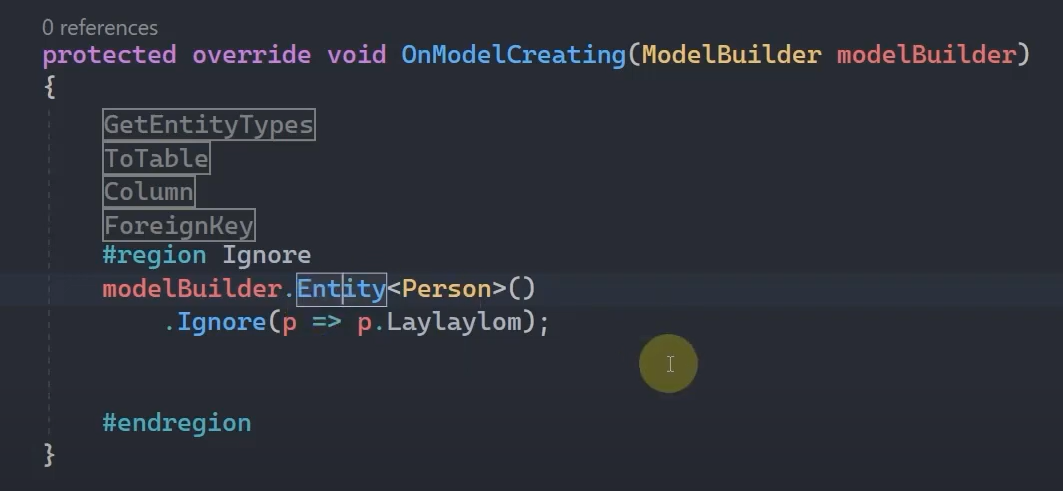 0 references
protected override void OnModelCreating(ModelBuilder modelBuilder)
{
GetEntityTypes
ToTable
Column
ForeignKey
#region Ignore
modelBuilder.Entity<Person>()
.Ignore(p => p.Laylaylom);
#endregion
}